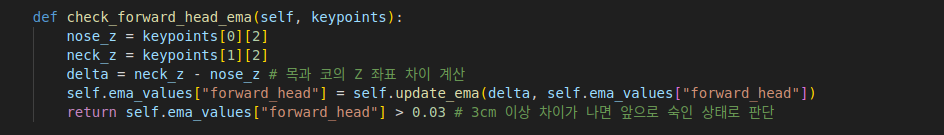 def check_forward_head_ema(self, keypoints):
    nose_z = keypoints[0][2]
    neck_z = keypoints[1][2]
    delta = neck_z - nose_z # 목과 코의 Z 좌표 차이 계산
    self.ema_values["forward_head"] = self.update_ema(delta, self.ema_values["forward_head"])
    return self.ema_values["forward_head"] > 0.03 # 3cm 이상 차이가 나면 앞으로 숙인 상태로 판단